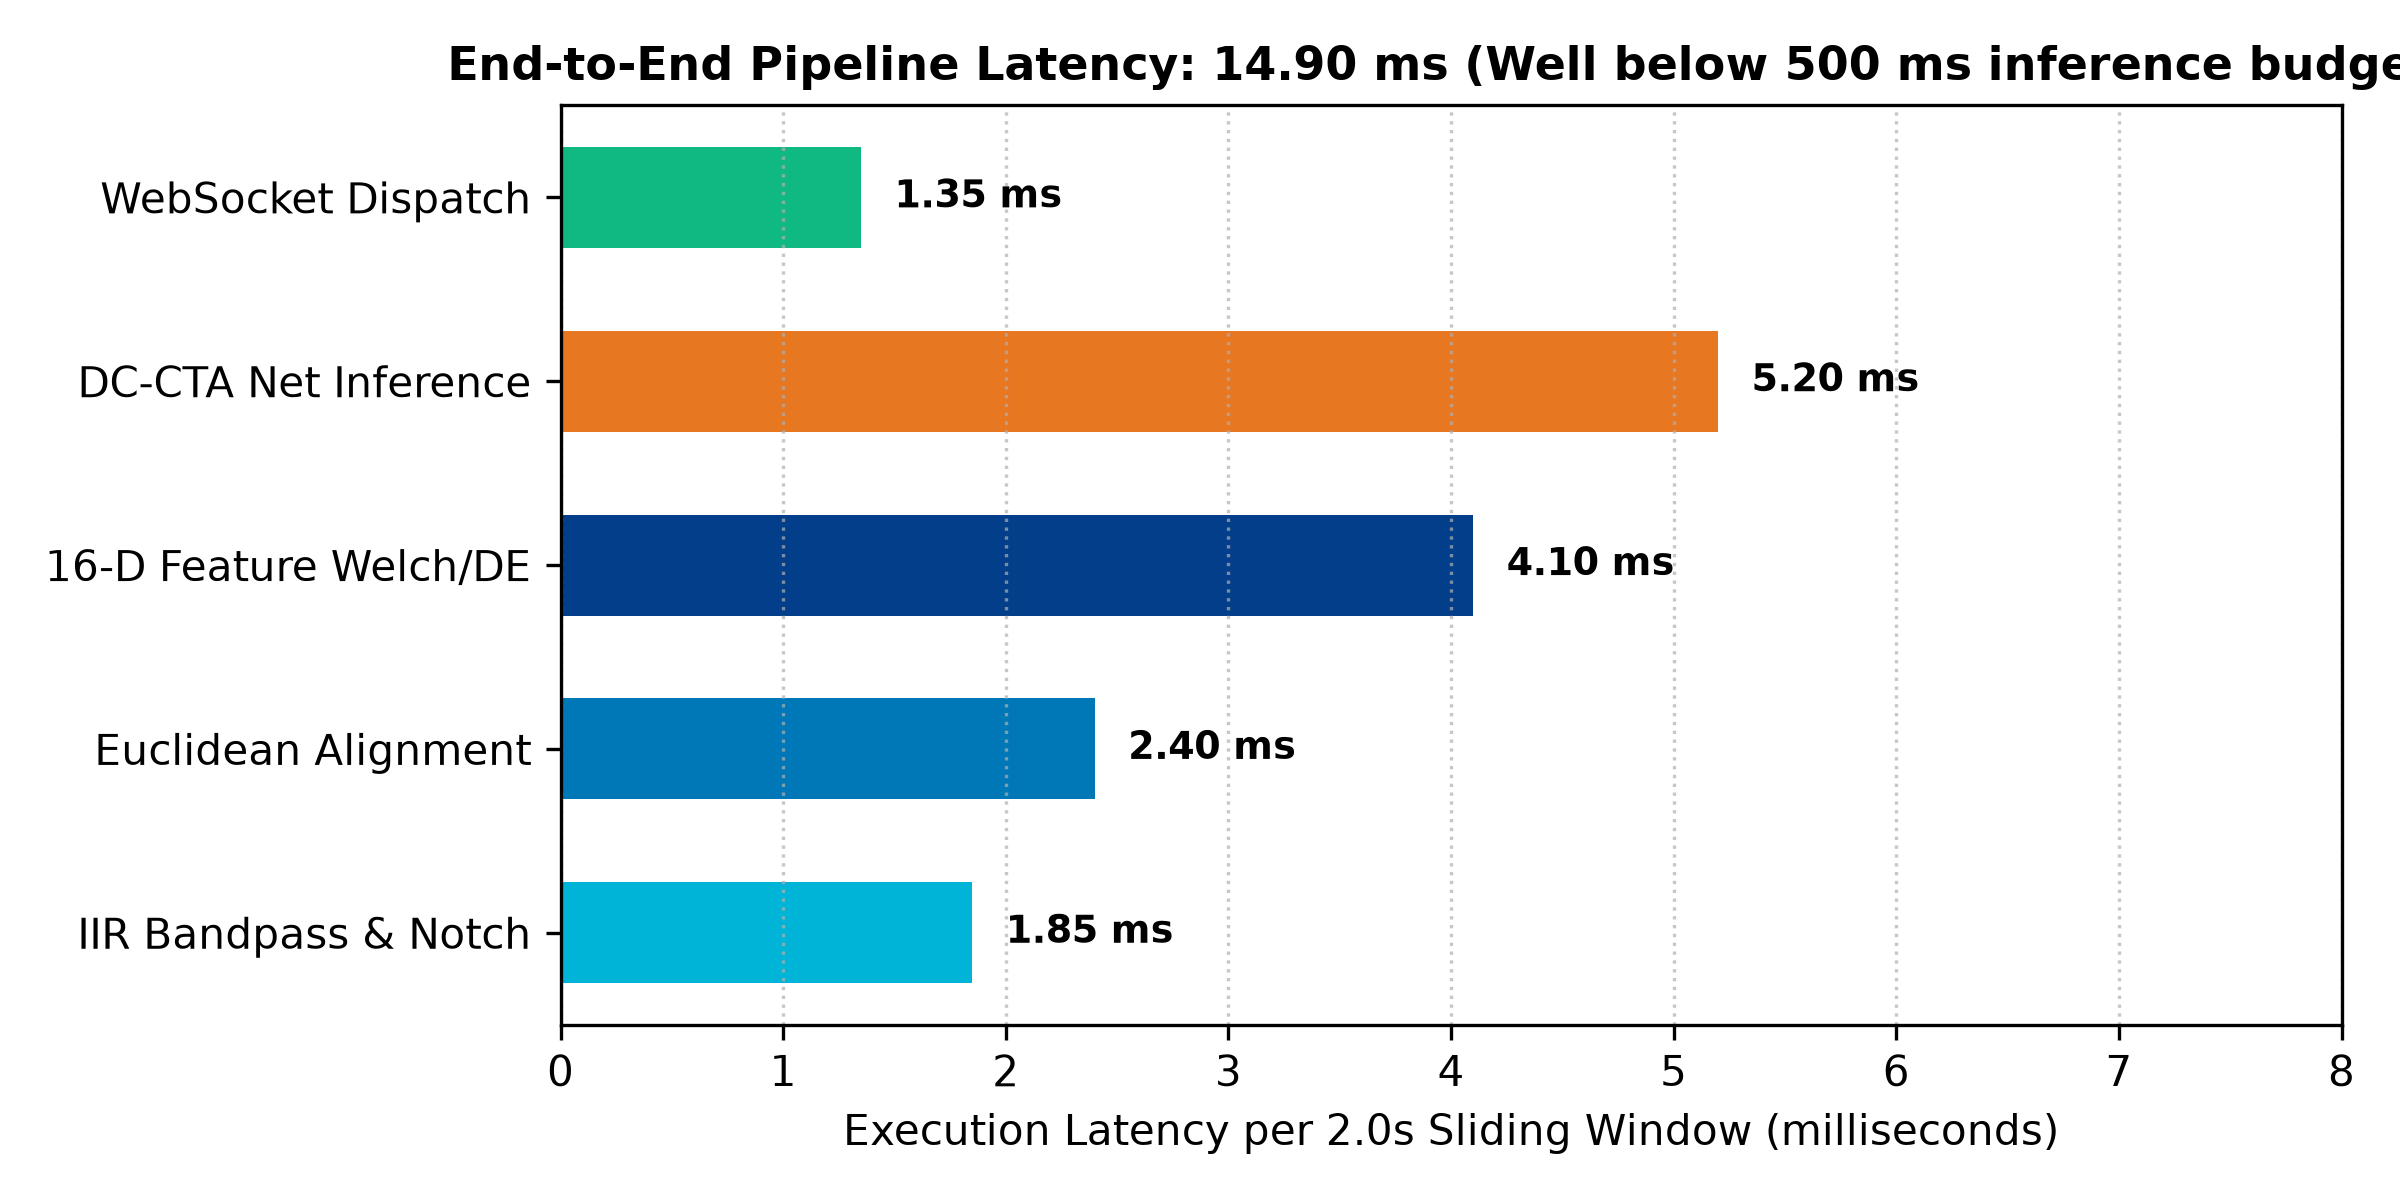 End-to-End Pipeline Latency: 14.90 ms (Well below 500 ms inference budge
WebSocket Dispatch
1.35 ms
DC-CTA Net Inference
5.20 ms
16-D Feature Welch/DE
4.10 ms
Euclidean Alignment
2.40 ms
IIR Bandpass & Notch
1.85 ms
0 1 2 3 4 5 6 7 8
Execution Latency per 2.0s Sliding Window (milliseconds)